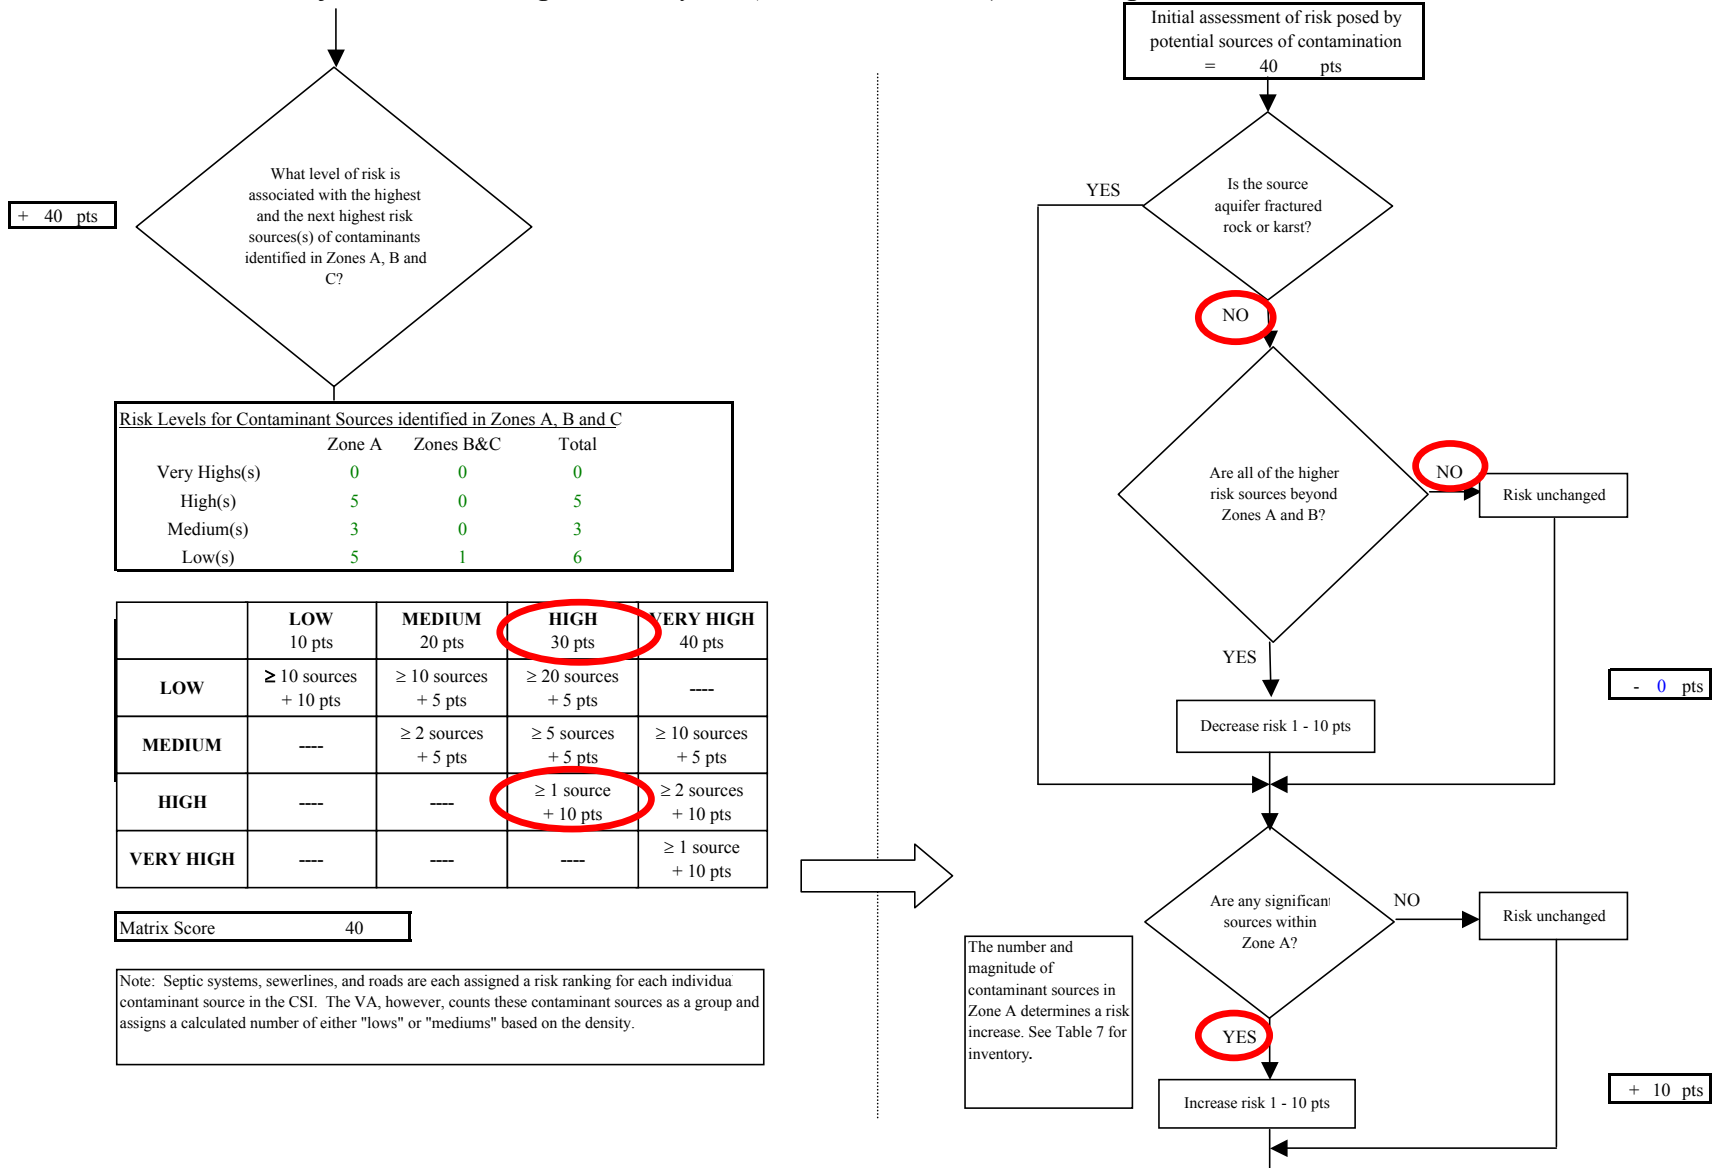 + 40 pts
What level of risk is
associated with the highest
and the next highest risk
sources(s) of contaminants
identified in Zones A, B and
C?
Risk Levels for Contaminant Sources identified in Zones A, B and C
Zone A Zones B&C Total
Very Highs(s) 0 0 0
High(s) 5 0 5
Medium(s) 3 0 3
Low(s) 5 1 6
LOW MEDIUM HIGH VERY HIGH
10 pts 20 pts 30 pts 40 pts
LOW ≥ 10 sources ≥ 10 sources ≥ 20 sources ----
+ 10 pts + 5 pts + 5 pts
MEDIUM ---- ≥ 2 sources ≥ 5 sources ≥ 10 sources
+ 5 pts + 5 pts + 5 pts
HIGH ---- ---- ≥ 1 source ≥ 2 sources
+ 10 pts + 10 pts
VERY HIGH ---- ---- ---- ≥ 1 source
+ 10 pts
Matrix Score 40
Note: Septic systems, sewerlines, and roads are each assigned a risk ranking for each individua
contaminant source in the CSI. The VA, however, counts these contaminant sources as a group and
assigns a calculated number of either "lows" or "mediums" based on the density.
Initial assessment of risk posed by
potential sources of contamination
= 40 pts
Is the source
aquifer fractured
rock or karst?
YES
NO
Are all of the higher
risk sources beyond
Zones A and B?
NO
Risk unchanged
YES
Decrease risk 1 - 10 pts
- 0 pts
Are any significant
sources within
Zone A?
NO
Risk unchanged
The number and
magnitude of
contaminant sources in
Zone A determines a risk
increase. See Table 7 for
inventory.
YES
Increase risk 1 - 10 pts
+ 10 pts